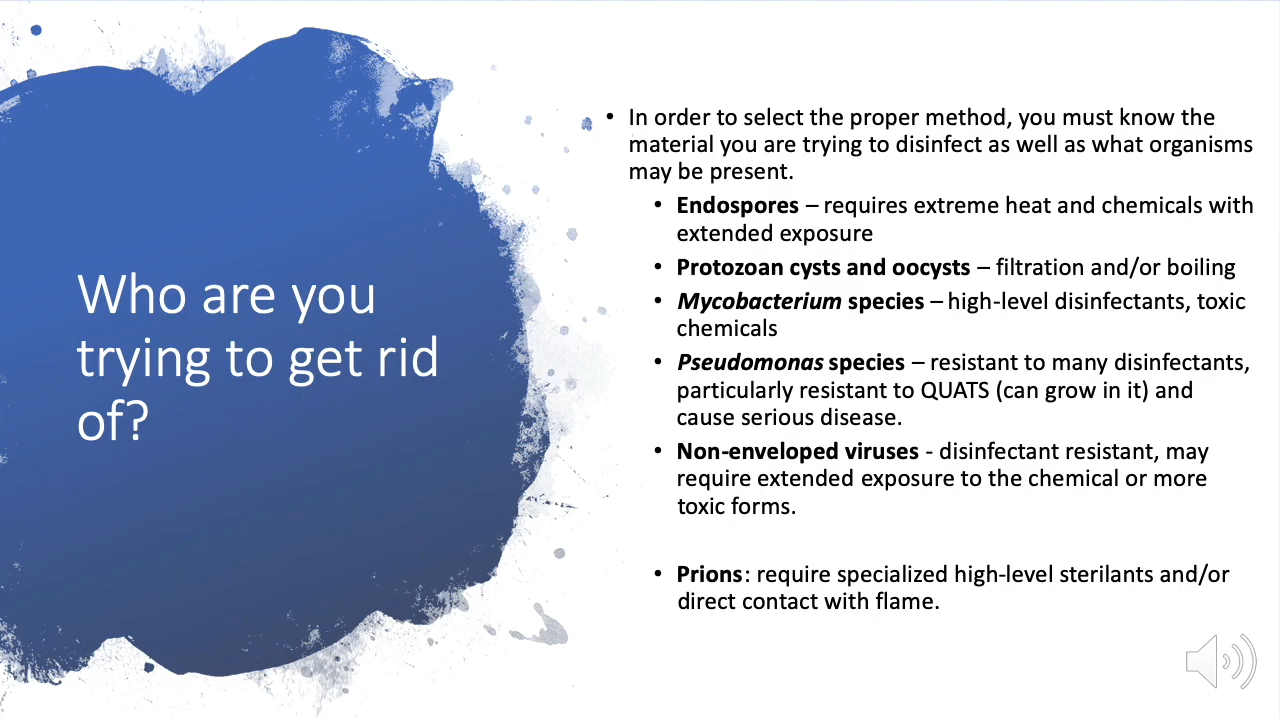 Who are you
trying to get rid
of?
• In order to select the proper method, you must know the
material you are trying to disinfect as well as what organisms
may be present.
• Endospores – requires extreme heat and chemicals with
extended exposure
• Protozoan cysts and oocysts – filtration and/or boiling
• Mycobacterium species – high-level disinfectants, toxic
chemicals
• Pseudomonas species – resistant to many disinfectants,
particularly resistant to QUATS (can grow in it) and
cause serious disease.
• Non-enveloped viruses - disinfectant resistant, may
require extended exposure to the chemical or more
toxic forms.
• Prions: require specialized high-level sterilants and/or
direct contact with flame.